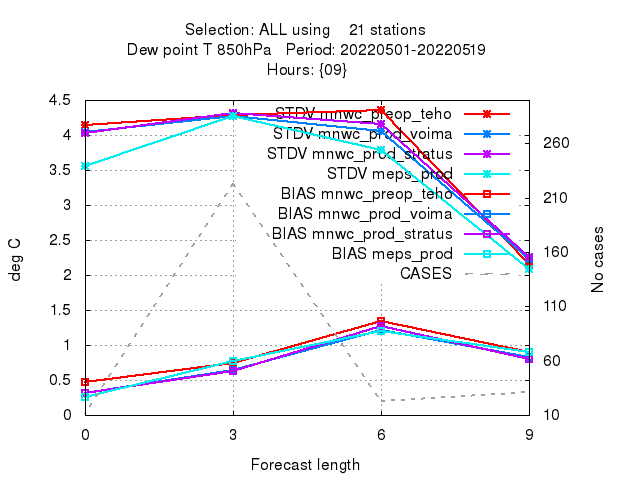 Selection: ALL using 21 stations
Dew point T 850hPa Period: 20220501-20220519
Hours: {09}
4.5
4
3.5
3
2.5
2
1.5
1
0.5
0
deg C
STDV mnwc_preop_teho
STDV mnwc_prod_voima
STDV mnwc_prod_stratus
STDV meps_prod
BIAS mnwc_preop_teho
BIAS mnwc_prod_voima
BIAS mnwc_prod_stratus
BIAS meps_prod
CASES
260
210
160
110
60
10
No cases
0 3 6 9
Forecast length